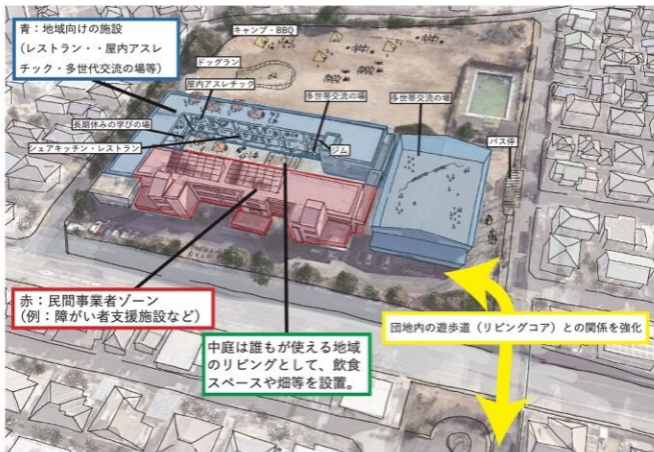 青：地域向けの施設
（レストラン・・屋内アスレ
チック・多世代交流の場等）
キャンプ・BBQ
ドッグラン
屋内アスレチック
多世帯交流の場
多世帯交流の場
長期休みの学びの場
シェアキッチン・レストラン
ジム
バス停
赤：民間事業者ゾーン
（例：障がい者支援施設など）
中庭は誰もが使える地域
のリビングとして、飲食
スペースや畑等を設置。
団地内の遊歩道（リビングコア）との関係を強化